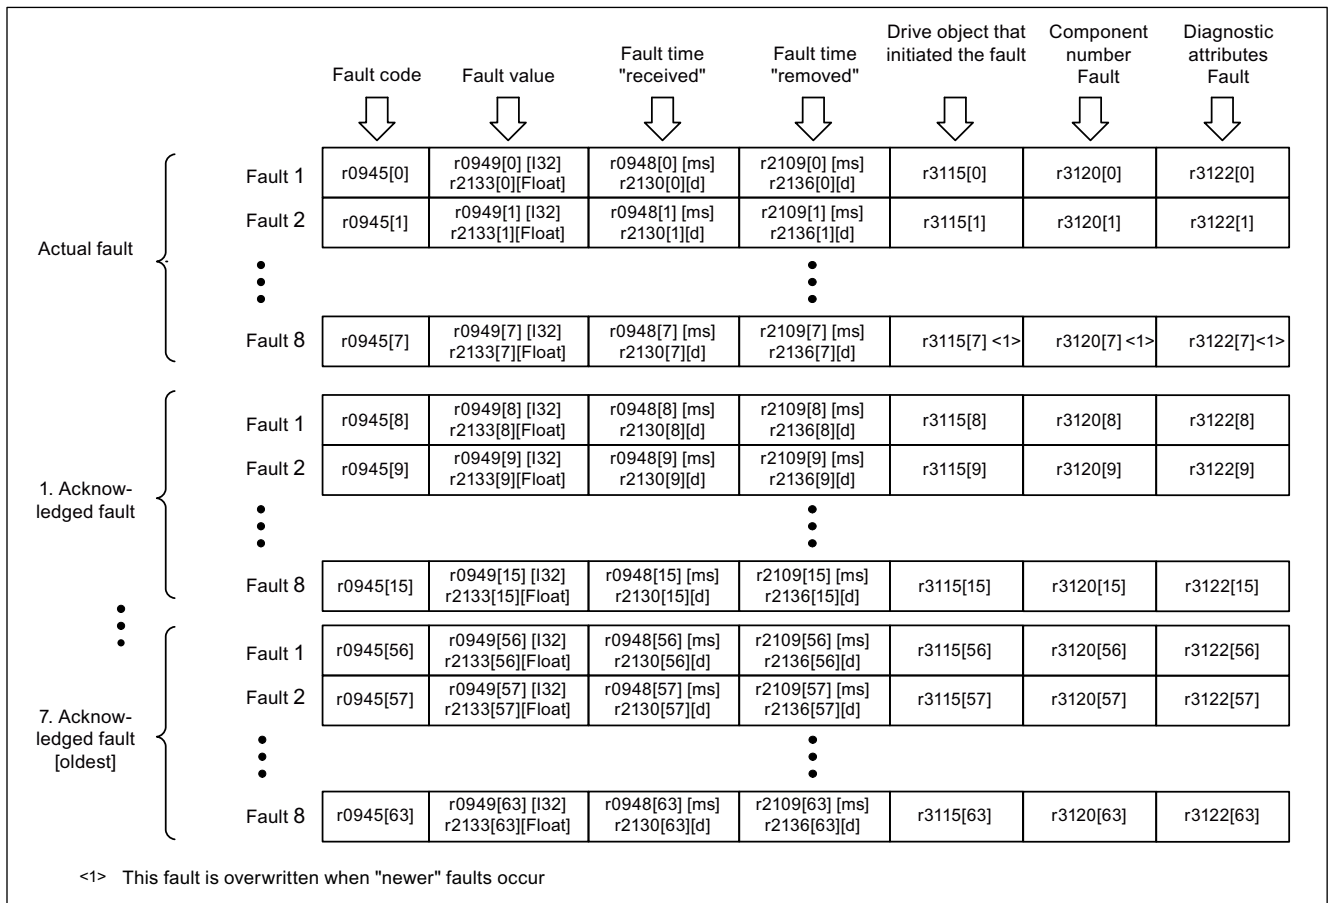 Fault code
Fault value
Fault time
"received"
Fault time
"removed"
Drive object that
initiated the fault
Component
number
Fault
Diagnostic
attributes
Fault
Actual fault
Fault 1
r0945[0]
r0949[0] [I32]
r2133[0][Float]
r0948[0] [ms]
r2130[0][d]
r2109[0] [ms]
r2136[0][d]
r3115[0]
r3120[0]
r3122[0]
Fault 2
r0945[1]
r0949[1] [I32]
r2133[1][Float]
r0948[1] [ms]
r2130[1][d]
r2109[1] [ms]
r2136[1][d]
r3115[1]
r3120[1]
r3122[1]
Fault 8
r0945[7]
r0949[7] [I32]
r2133[7][Float]
r0948[7] [ms]
r2130[7][d]
r2109[7] [ms]
r2136[7][d]
r3115[7] <1>
r3120[7] <1>
r3122[7]<1>
1. Acknow-
ledged fault
Fault 1
r0945[8]
r0949[8] [I32]
r2133[8][Float]
r0948[8] [ms]
r2130[8][d]
r2109[8] [ms]
r2136[8][d]
r3115[8]
r3120[8]
r3122[8]
Fault 2
r0945[9]
r0949[9] [I32]
r2133[9][Float]
r0948[9] [ms]
r2130[9][d]
r2109[9] [ms]
r2136[9][d]
r3115[9]
r3120[9]
r3122[9]
Fault 8
r0945[15]
r0949[15] [I32]
r2133[15][Float]
r0948[15] [ms]
r2130[15][d]
r2109[15] [ms]
r2136[15][d]
r3115[15]
r3120[15]
r3122[15]
7. Acknow-
ledged fault
[oldest]
Fault 1
r0945[56]
r0949[56] [I32]
r2133[56][Float]
r0948[56] [ms]
r2130[56][d]
r2109[56] [ms]
r2136[56][d]
r3115[56]
r3120[56]
r3122[56]
Fault 2
r0945[57]
r0949[57] [I32]
r2133[57][Float]
r0948[57] [ms]
r2130[57][d]
r2109[57] [ms]
r2136[57][d]
r3115[57]
r3120[57]
r3122[57]
Fault 8
r0945[63]
r0949[63] [I32]
r2133[63][Float]
r0948[63] [ms]
r2130[63][d]
r2109[63] [ms]
r2136[63][d]
r3115[63]
r3120[63]
r3122[63]
<1> This fault is overwritten when "newer" faults occur